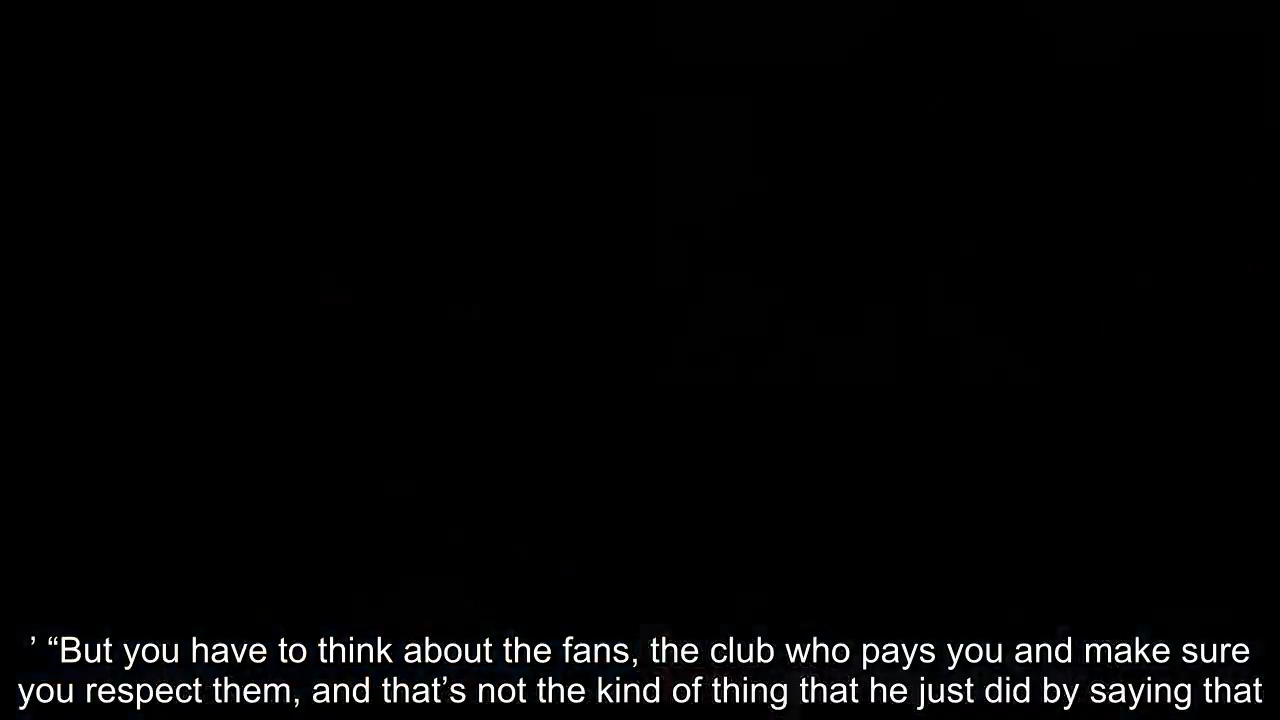 ’ “But you have to think about the fans, the club who pays you and make sure
you respect them, and that’s not the kind of thing that he just did by saying that